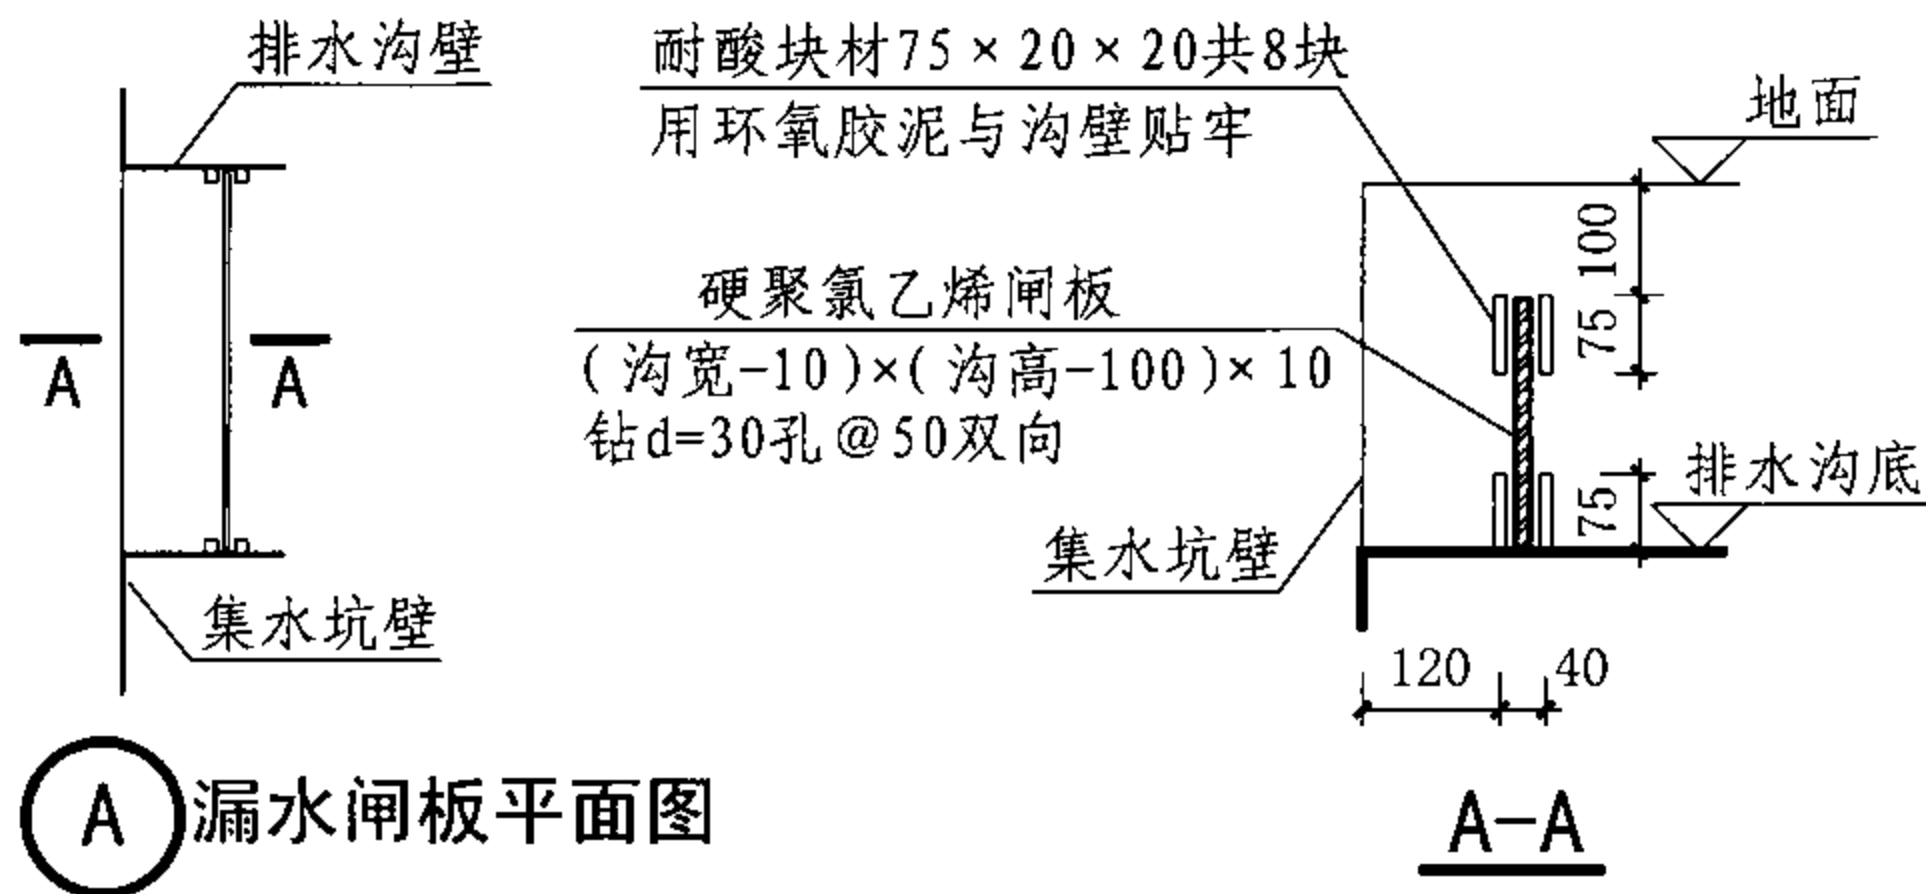 排水沟壁
耐酸块材75×20×20共8块
用环氧胶泥与沟壁贴牢
地面
100
硬聚氯乙烯闸板
(沟宽-10)×(沟高-100)×10
钻d=30孔@50双向
75
A A
排水沟底
75
集水坑壁
集水坑壁
120 40
A 漏水闸板平面图
A-A